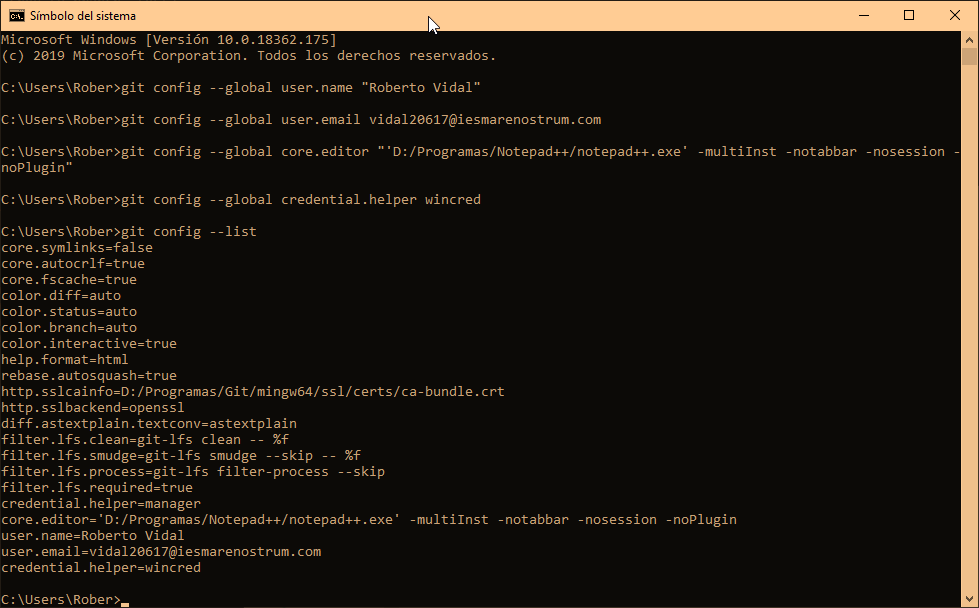 Símbolo del sistema
Microsoft Windows [Versión 10.0.18362.175]
(c) 2019 Microsoft Corporation. Todos los derechos reservados.
C:\Users\Rober>git config --global user.name "Roberto Vidal"
C:\Users\Rober>git config --global user.email vidal20617@iesmarenostrum.com
C:\Users\Rober>git config --global core.editor "'D:/Programas/Notepad++/notepad++.exe' -multiInst -notabbar -nosession -
noPlugin"
C:\Users\Rober>git config --global credential.helper wincred
C:\Users\Rober>git config --list
core.symlinks=false
core.autocrlf=true
core.fscache=true
color.diff=auto
color.status=auto
color.branch=auto
color.interactive=true
help.format=html
rebase.autosquash=true
http.sslcainfo=D:/Programas/Git/mingw64/ssl/certs/ca-bundle.crt
http.sslbackend=openssl
diff.astextplain.textconv=astextplain
filter.lfs.clean=git-lfs clean -- %f
filter.lfs.smudge=git-lfs smudge --skip -- %f
filter.lfs.process=git-lfs filter-process --skip
filter.lfs.required=true
credential.helper=manager
core.editor='D:/Programas/Notepad++/notepad++.exe' -multiInst -notabbar -nosession -noPlugin
user.name=Roberto Vidal
user.email=vidal20617@iesmarenostrum.com
credential.helper=wincred
C:\Users\Rober>